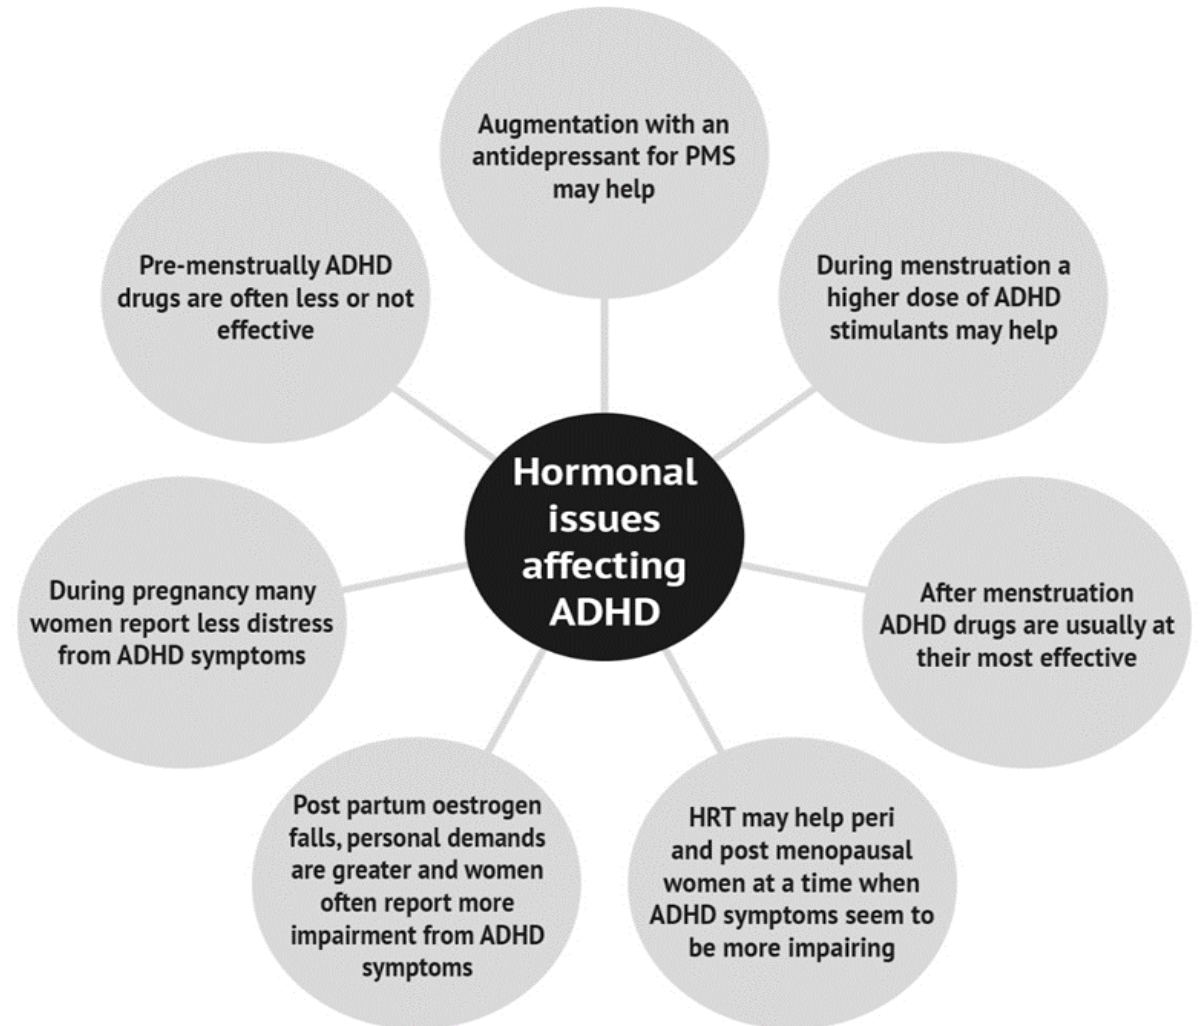 Augmentation with an
antidepressant for PMS
may help
Pre-menstrually ADHD
drugs are often less or not
effective
During menstruation a
higher dose of ADHD
stimulants may help
Hormonal
issues
affecting
ADHD
During pregnancy many
women report less distress
from ADHD symptoms
After menstruation
ADHD drugs are usually at
their most effective
Post partum oestrogen
falls, personal demands
are greater and women
often report more
impairment from ADHD
symptoms
HRT may help peri
and post menopausal
women at a time when
ADHD symptoms seem to
be more impairing